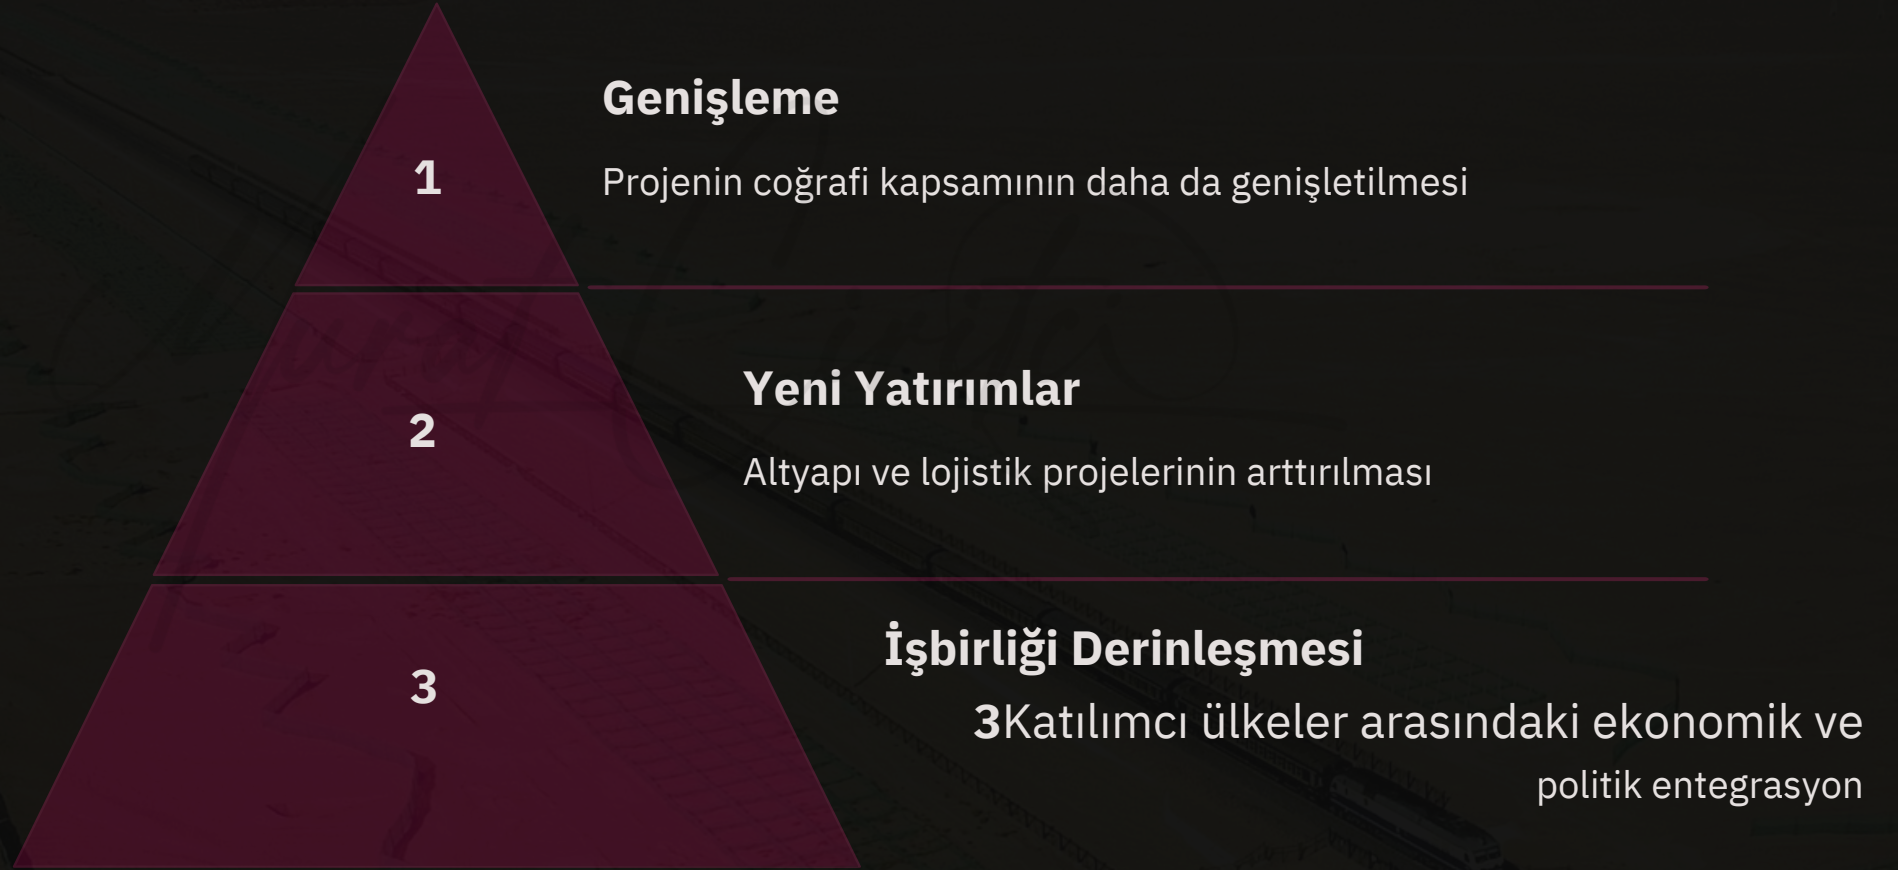 1
Genişleme
Projenin coğrafi kapsamının daha da genişletilmesi
2
Yeni Yatırımlar
Altyapı ve lojistik projelerinin arttırılması
3
İşbirliği Derinleşmesi
3Katılımcı ülkeler arasındaki ekonomik ve
politik entegrasyon